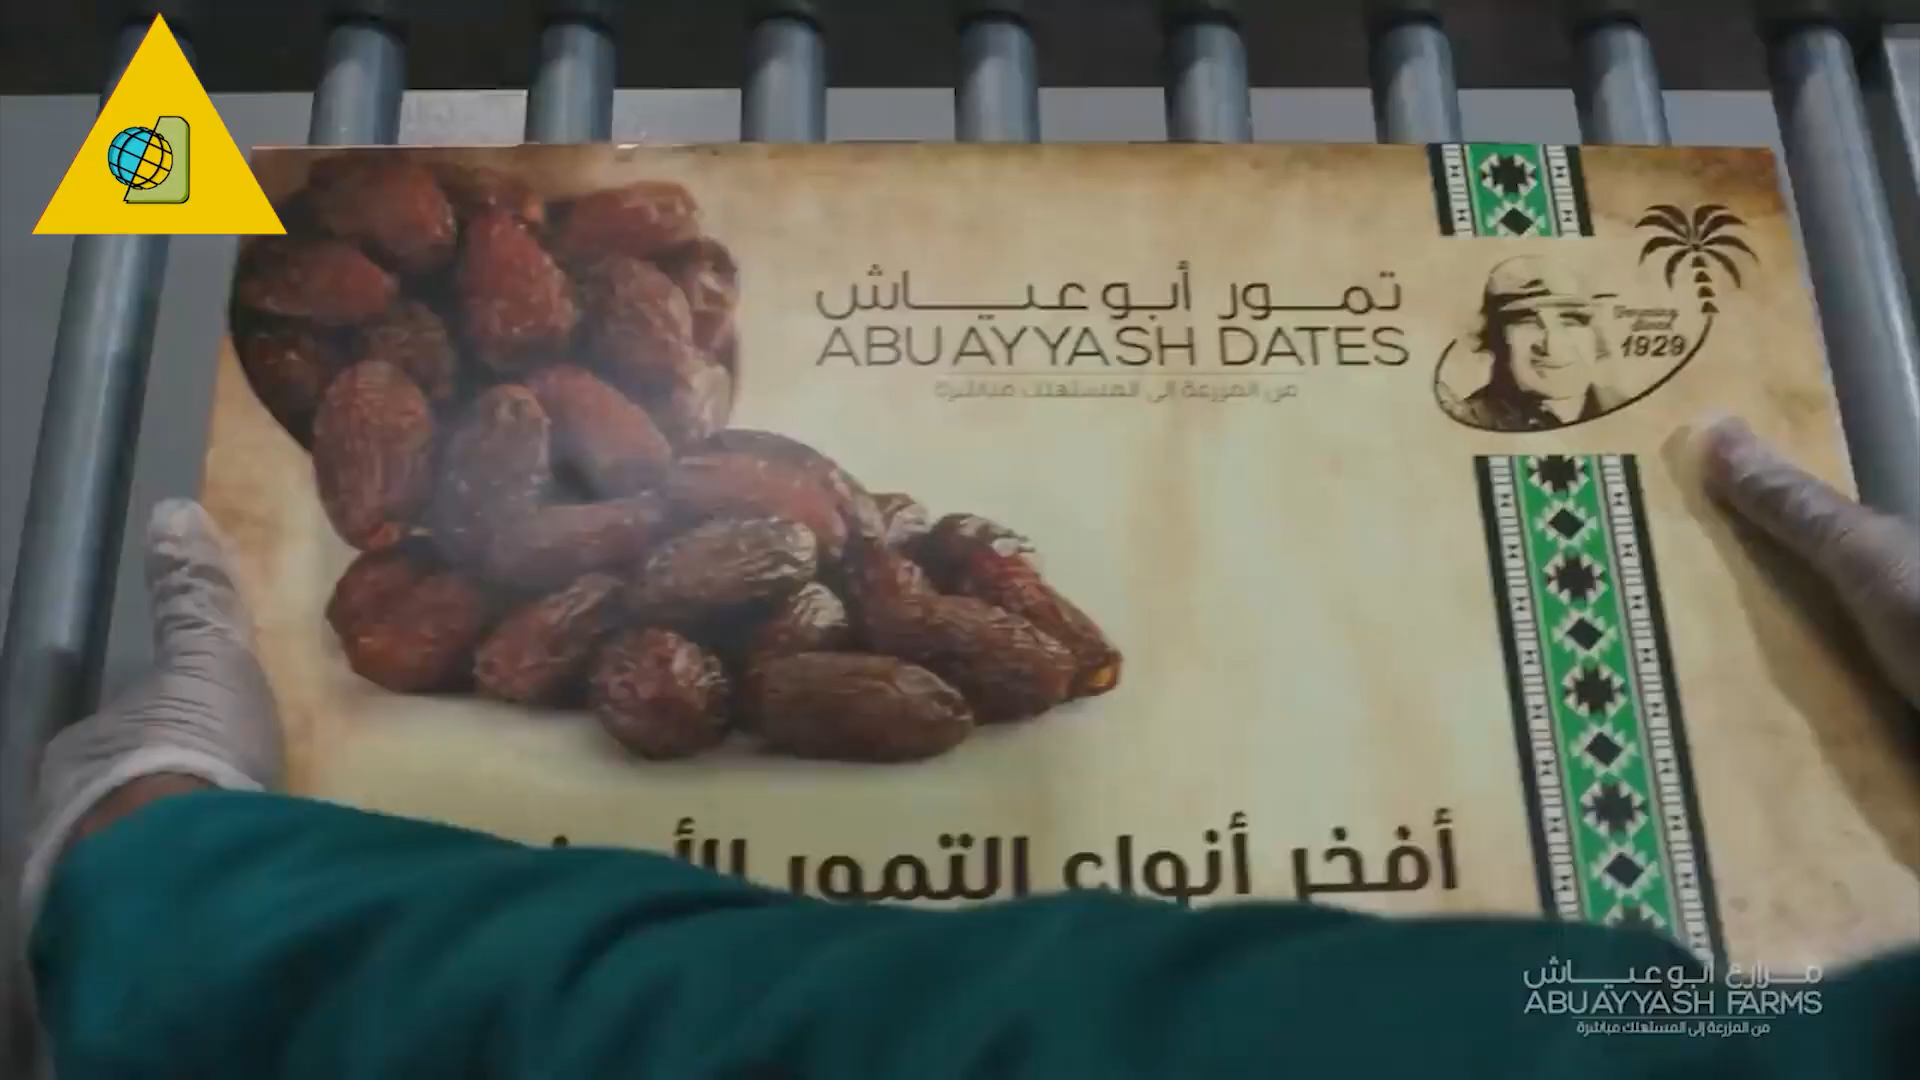 تمور أبو عياش
ABU AYYASH DATES
من المزرعة إلى المستهلك مباشرة
1929
أفخر أنواع التمور
مزارع أبو عياش
ABU AYYASH FARMS
من المزرعة إلى المستهلك مباشرة